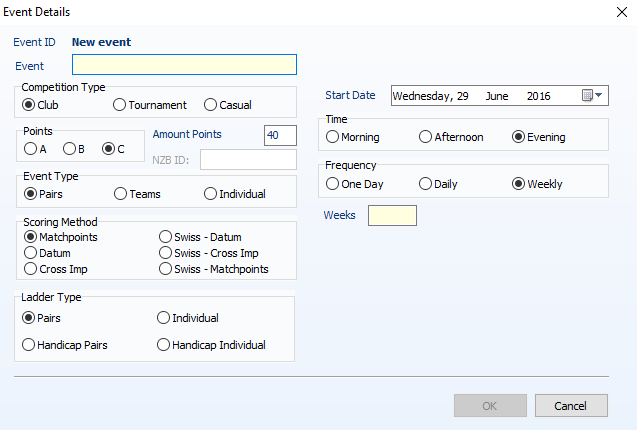 Event Details
Event ID New event
Event
Competition Type
Club Tournament Casual
Points
A B C
Amount Points 40
NZB ID:
Event Type
Pairs Teams Individual
Scoring Method
Matchpoints Swiss - Datum
Datum Swiss - Cross Imp
Cross Imp Swiss - Matchpoints
Ladder Type
Pairs Individual
Handicap Pairs Handicap Individual
Start Date Wednesday, 29 June 2016
Time
Morning Afternoon Evening
Frequency
One Day Daily Weekly
Weeks
OK Cancel